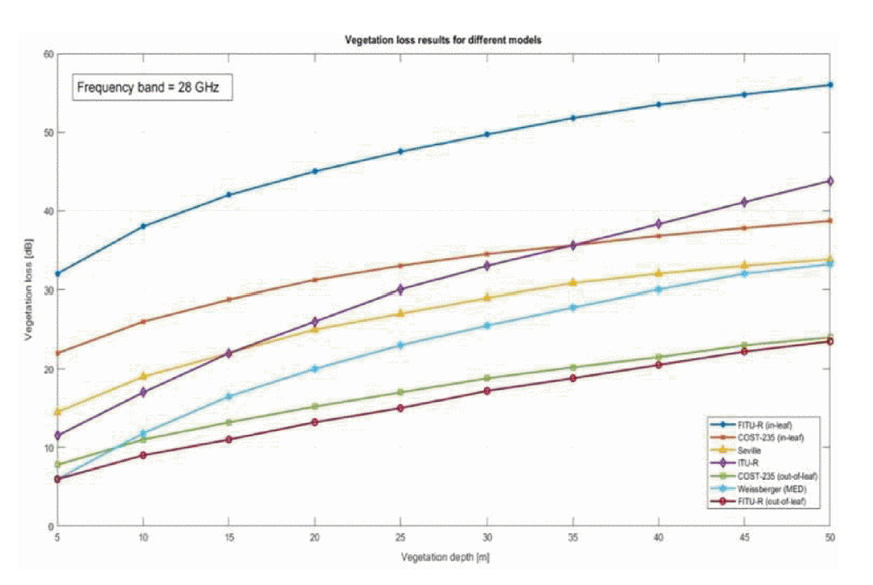 Vegetation loss results for different models
60
Frequency band = 28 GHz
50
40
30
20
10
0
Vegetation loss [dB]
FITU-R (in-leaf)
COST-235 (in-leaf)
Seville
ITU-R
COST-235 (out-of-leaf)
Weissberger (MED)
FITU-R (out-of-leaf)
5 10 15 20 25 30 35 40 45 50
Vegetation depth [m]